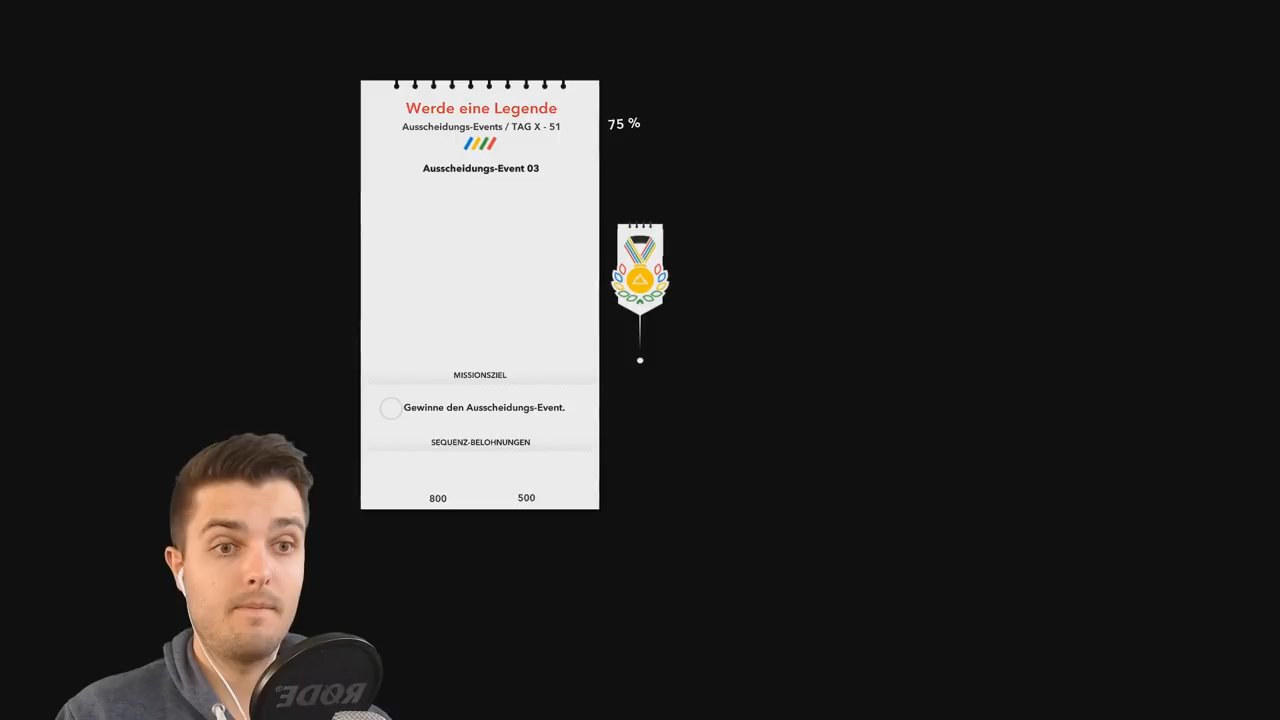 Werde eine Legende
Ausscheidungs-Events / TAG X - 51
75 %
Ausscheidungs-Event 03
MISSIONSZIEL
Gewinne den Ausscheidungs-Event.
SEQUENZ-BELOHNUNGEN
800 500
RØDE®